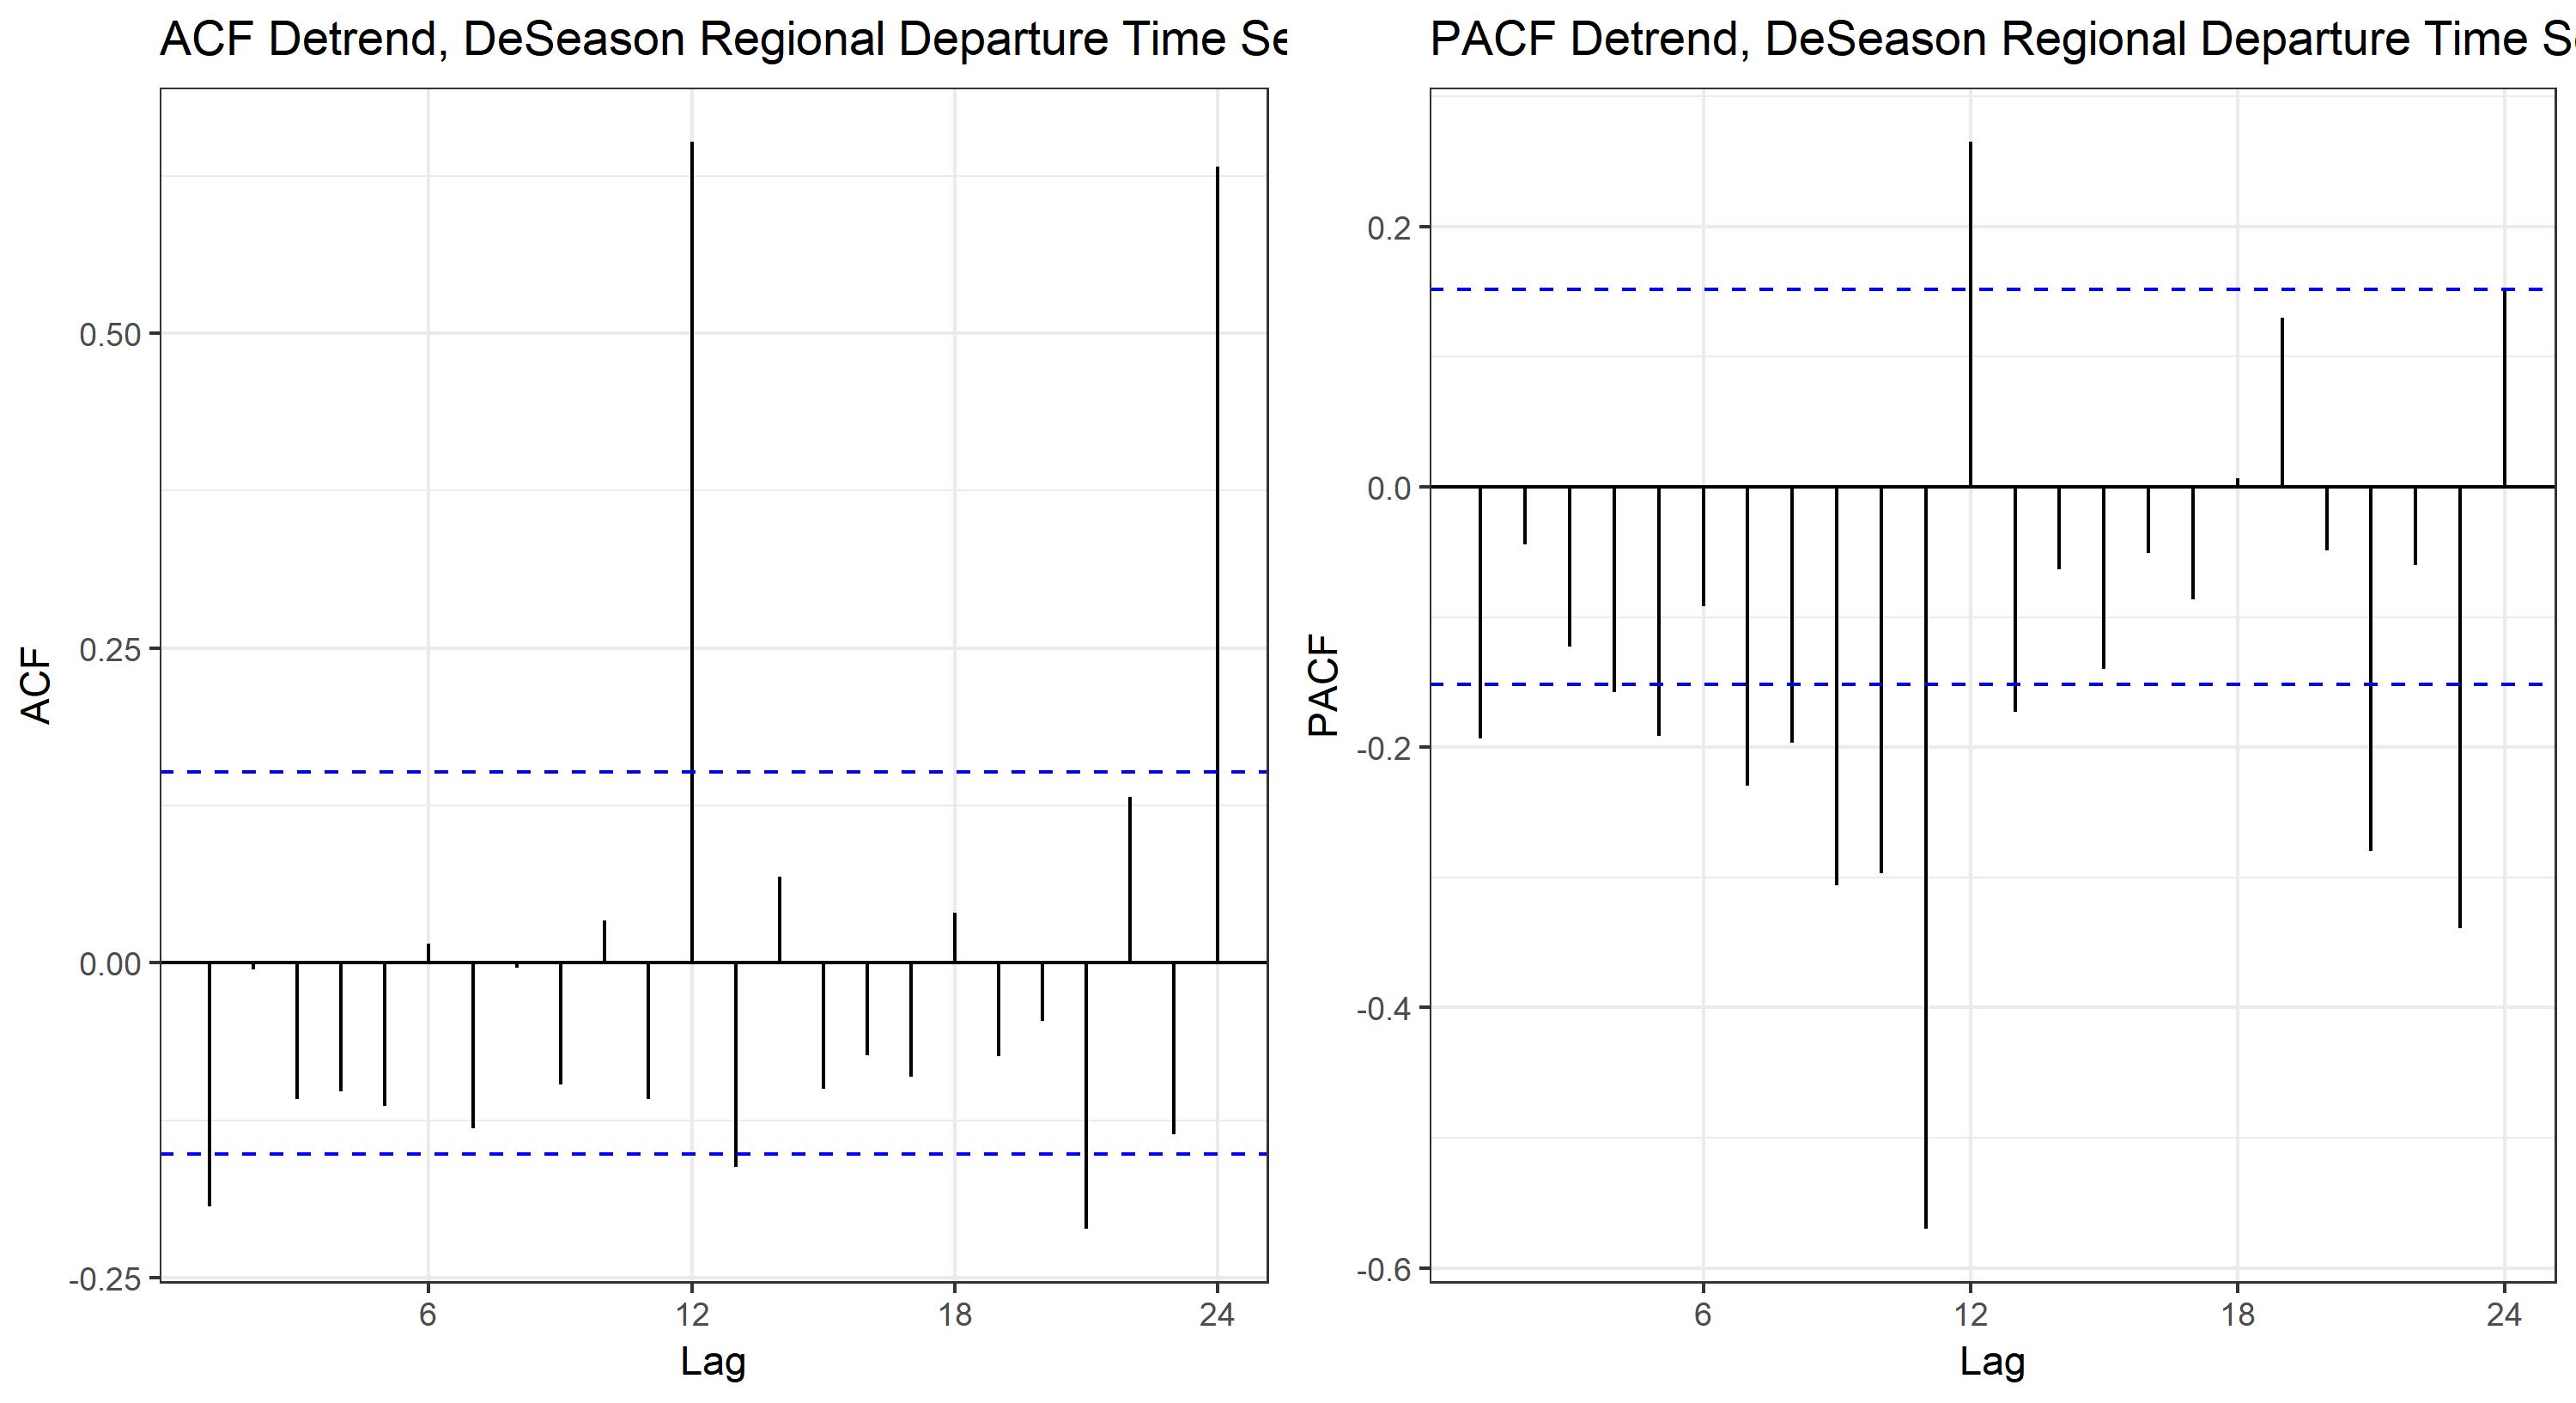 ACF Detrend, DeSeason Regional Departure Time Se
0.50
0.25
0.00
-0.25
ACF
6 12 18 24
Lag
PACF Detrend, DeSeason Regional Departure Time S
0.2
0.0
-0.2
-0.4
-0.6
PACF
6 12 18 24
Lag